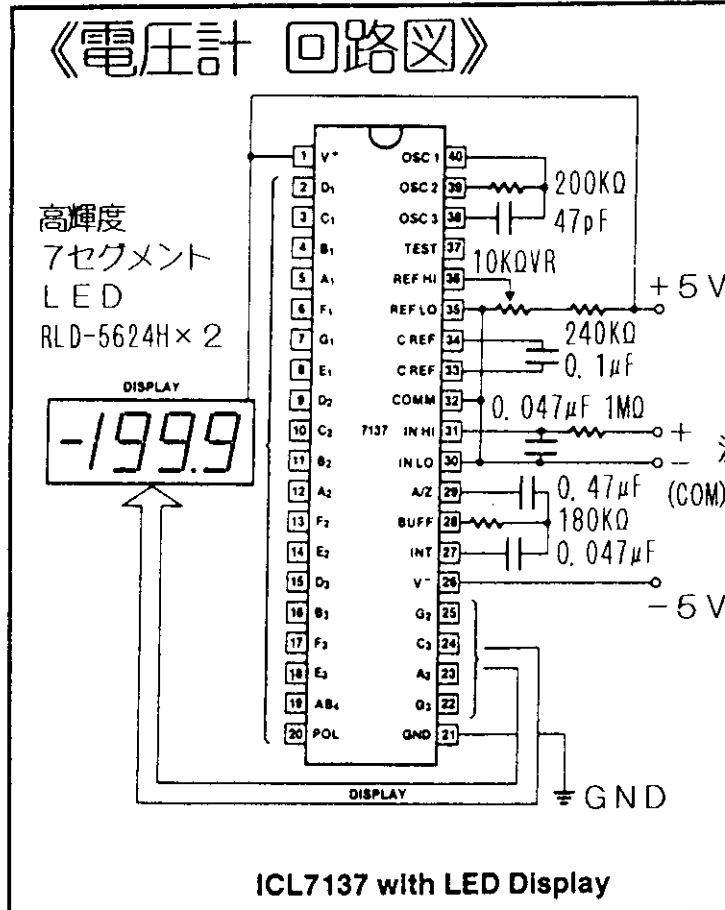 《電圧計 回路図》
高輝度
7セグメント
LED
RLD-5624H×2
DISPLAY
-199.9
7137
1 V+
2 D1
3 C1
4 B1
5 A1
6 F1
7 G1
8 E1
9 D2
10 C2
11 B2
12 A2
13 F2
14 E2
15 D3
16 B3
17 F3
18 E3
19 AB4
20 POL
OSC 1 40
OSC 2 39
OSC 3 38
TEST 37
REF HI 36
REF LO 35
C REF 34
C REF 33
COMM 32
IN HI 31
IN LO 30
A/Z 29
BUFF 28
INT 27
V- 26
G2 25
C3 24
A3 23
G3 22
GND 21
200KΩ
47pF
10KΩVR
+5V
240KΩ
0.1μF
0.047μF 1MΩ
+
-
(COM)
0.47μF
180KΩ
0.047μF
-5V
DISPLAY
GND
ICL7137 with LED Display